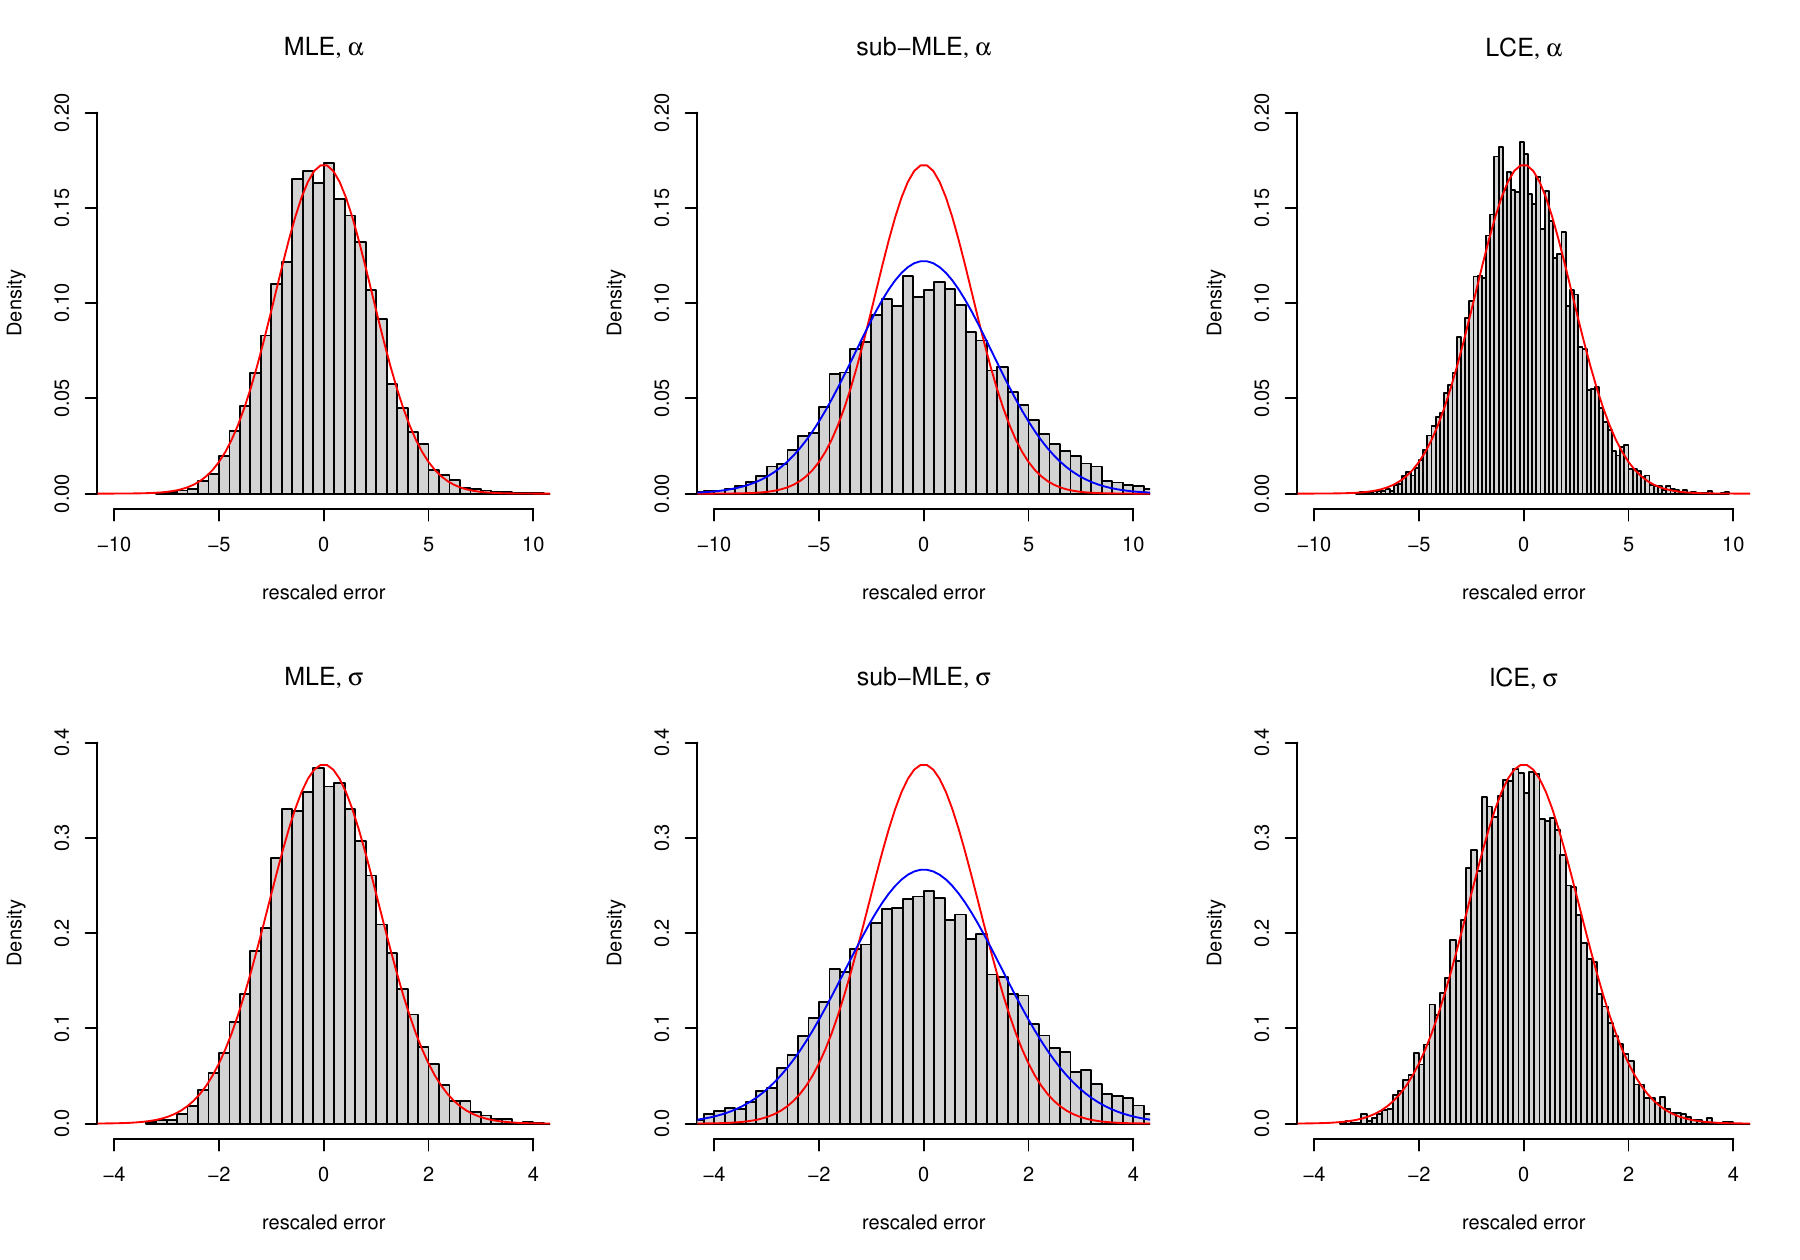 MLE, α
sub−MLE, α
LCE, α
0.00 0.05 0.10 0.15 0.20
Density
−10 −5 0 5 10
rescaled error
0.00 0.05 0.10 0.15 0.20
Density
−10 −5 0 5 10
rescaled error
0.00 0.05 0.10 0.15 0.20
Density
−10 −5 0 5 10
rescaled error
MLE, σ
sub−MLE, σ
lCE, σ
0.0 0.1 0.2 0.3 0.4
Density
−4 −2 0 2 4
rescaled error
0.0 0.1 0.2 0.3 0.4
Density
−4 −2 0 2 4
rescaled error
0.0 0.1 0.2 0.3 0.4
Density
−4 −2 0 2 4
rescaled error